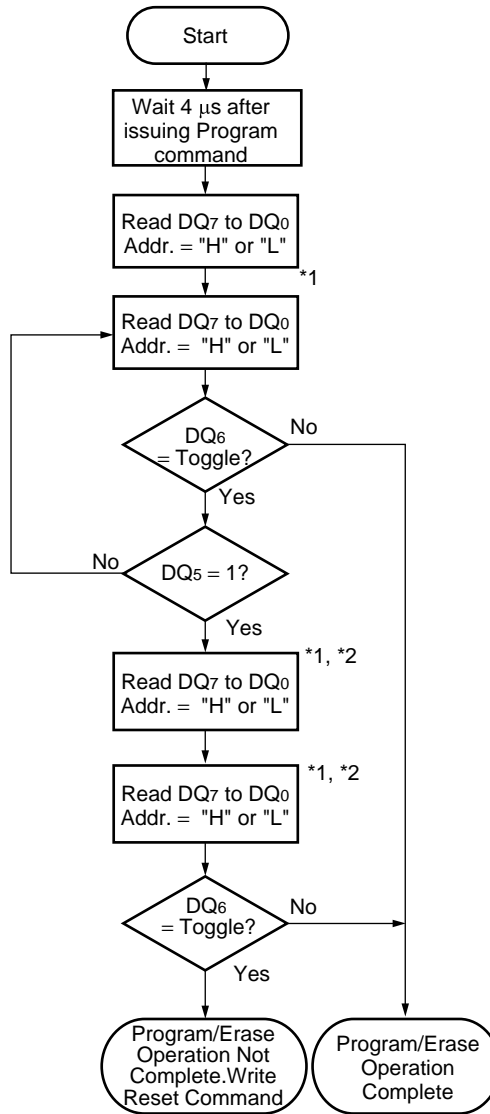 Start
Wait 4 μs after
issuing Program
command
Read DQ7 to DQ0
Addr. = "H" or "L"
*1
Read DQ7 to DQ0
Addr. = "H" or "L"
DQ6
= Toggle?
No
Yes
No
DQ5 = 1?
Yes
*1, *2
Read DQ7 to DQ0
Addr. = "H" or "L"
*1, *2
Read DQ7 to DQ0
Addr. = "H" or "L"
DQ6
= Toggle?
No
Yes
Program/Erase
Operation Not
Complete.Write
Reset Command
Program/Erase
Operation
Complete